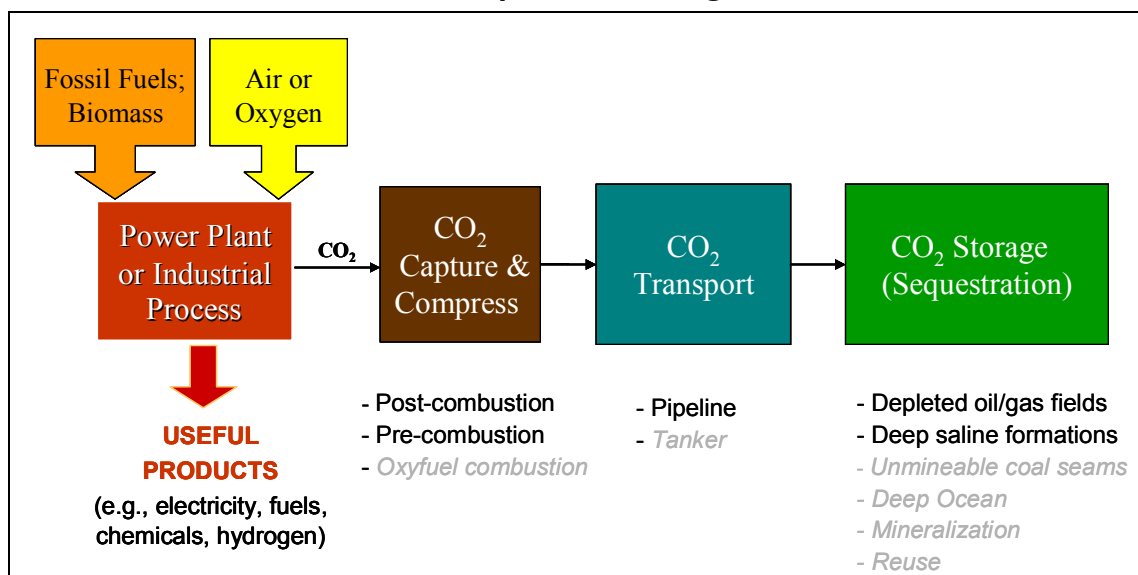 Fossil Fuels;
Biomass
Air or
Oxygen
Power Plant
or Industrial
Process
CO₂
CO₂
Capture &
Compress
CO₂
Transport
CO₂ Storage
(Sequestration)
USEFUL
PRODUCTS
(e.g., electricity, fuels,
chemicals, hydrogen)
- Post-combustion
- Pre-combustion
- Oxyfuel combustion
- Pipeline
- Tanker
- Depleted oil/gas fields
- Deep saline formations
- Unmineable coal seams
- Deep Ocean
- Mineralization
- Reuse